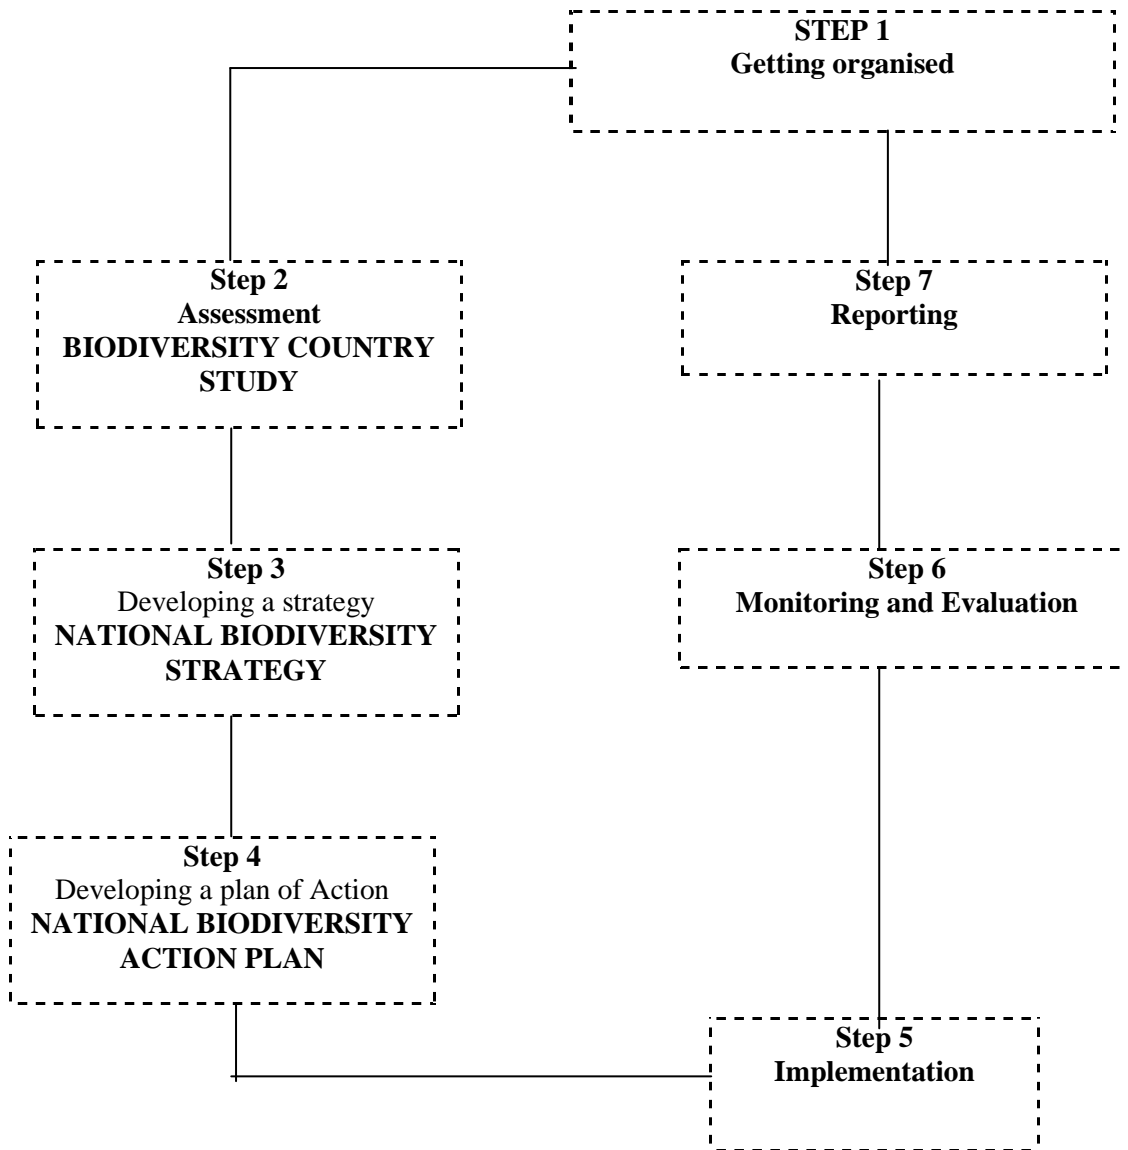 STEP 1
Getting organised
Step 2
Assessment
BIODIVERSITY COUNTRY
STUDY
Step 7
Reporting
Step 3
Developing a strategy
NATIONAL BIODIVERSITY
STRATEGY
Step 6
Monitoring and Evaluation
Step 4
Developing a plan of Action
NATIONAL BIODIVERSITY
ACTION PLAN
Step 5
Implementation